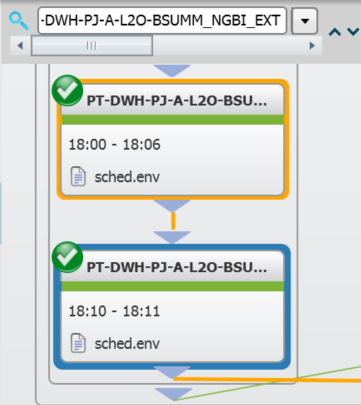 -DWH-PJ-A-L2O-BSUMM_NGBI_EXT
PT-DWH-PJ-A-L2O-BSU...
18:00 - 18:06
sched.env
PT-DWH-PJ-A-L2O-BSU...
18:10 - 18:11
sched.env